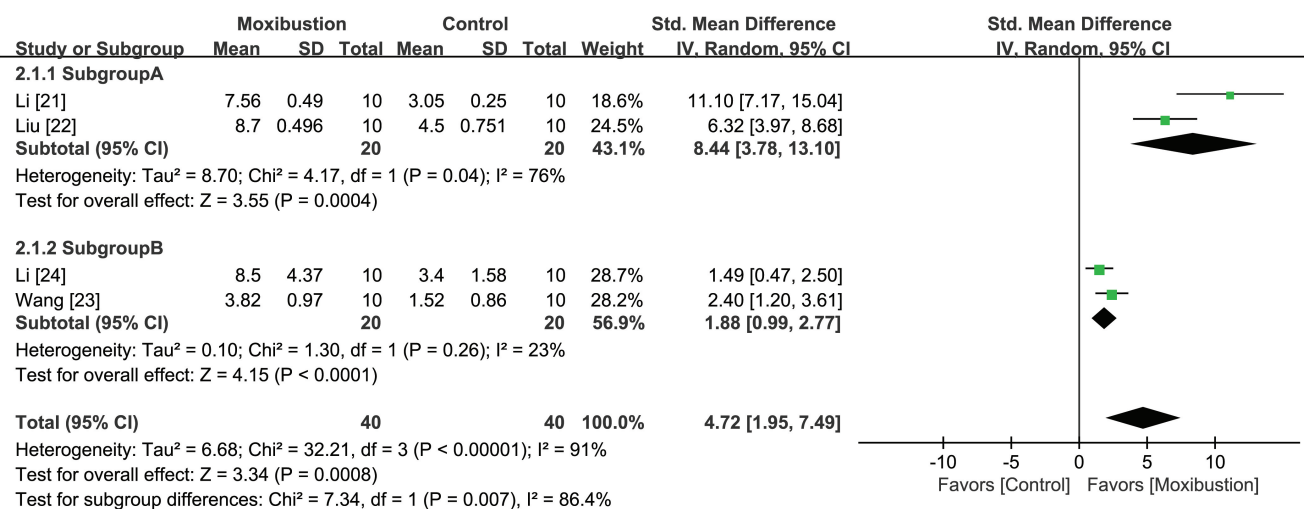 Moxibustion Control Std. Mean Difference Std. Mean Difference
Study or Subgroup Mean SD Total Mean SD Total Weight IV, Random, 95% CI IV, Random, 95% CI
2.1.1 SubgroupA
Li [21] 7.56 0.49 10 3.05 0.25 10 18.6% 11.10 [7.17, 15.04]
Liu [22] 8.7 0.496 10 4.5 0.751 10 24.5% 6.32 [3.97, 8.68]
Subtotal (95% CI) 20 20 43.1% 8.44 [3.78, 13.10]
Heterogeneity: Tau² = 8.70; Chi² = 4.17, df = 1 (P = 0.04); I² = 76%
Test for overall effect: Z = 3.55 (P = 0.0004)
2.1.2 SubgroupB
Li [24] 8.5 4.37 10 3.4 1.58 10 28.7% 1.49 [0.47, 2.50]
Wang [23] 3.82 0.97 10 1.52 0.86 10 28.2% 2.40 [1.20, 3.61]
Subtotal (95% CI) 20 20 56.9% 1.88 [0.99, 2.77]
Heterogeneity: Tau² = 0.10; Chi² = 1.30, df = 1 (P = 0.26); I² = 23%
Test for overall effect: Z = 4.15 (P < 0.0001)
Total (95% CI) 40 40 100.0% 4.72 [1.95, 7.49]
Heterogeneity: Tau² = 6.68; Chi² = 32.21, df = 3 (P < 0.00001); I² = 91%
Test for overall effect: Z = 3.34 (P = 0.0008)
Test for subgroup differences: Chi² = 7.34, df = 1 (P = 0.007), I² = 86.4%
-10 -5 0 5 10
Favors [Control] Favors [Moxibustion]